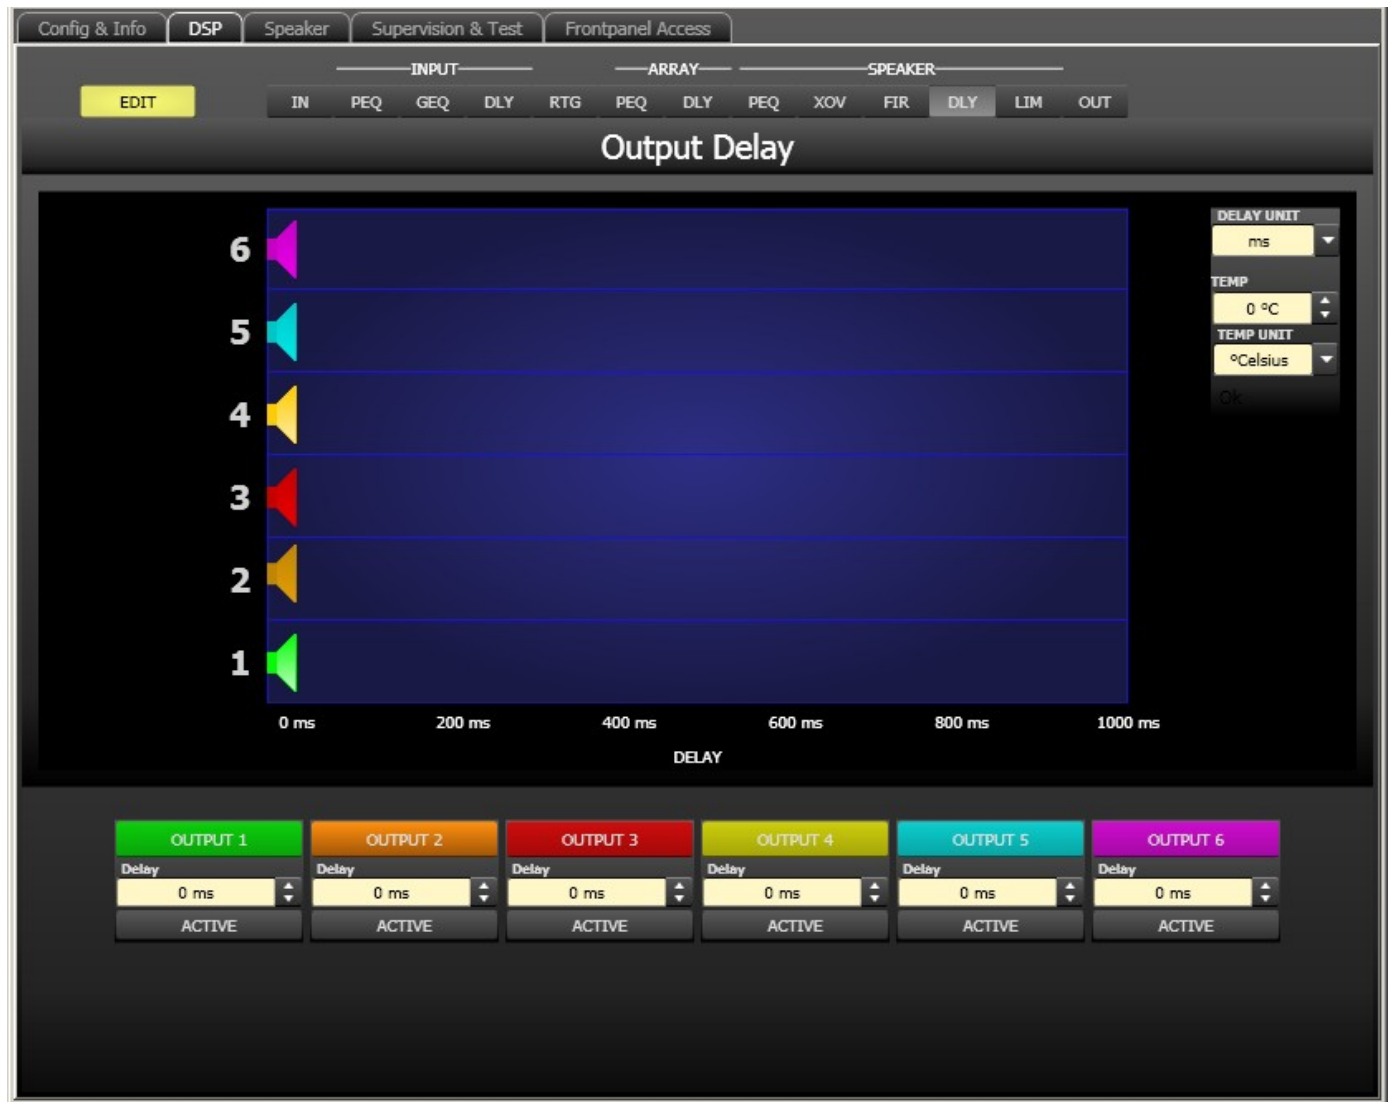 Config & Info DSP Speaker Supervision & Test Frontpanel Access
INPUT ARRAY SPEAKER
EDIT IN PEQ GEQ DLY RTG PEQ DLY PEQ XOV FIR DLY LIM OUT
Output Delay
DELAY UNIT
ms
TEMP
0 °C
TEMP UNIT
°Celsius
Ok
6
5
4
3
2
1
0 ms 200 ms 400 ms 600 ms 800 ms 1000 ms
DELAY
OUTPUT 1 OUTPUT 2 OUTPUT 3 OUTPUT 4 OUTPUT 5 OUTPUT 6
Delay Delay Delay Delay Delay Delay
0 ms 0 ms 0 ms 0 ms 0 ms 0 ms
ACTIVE ACTIVE ACTIVE ACTIVE ACTIVE ACTIVE